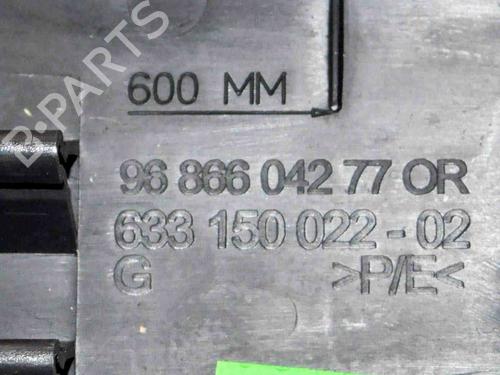 B-PARTS
600 MM
96 866 042 77 OR
633 150 022-02
G >P/E<